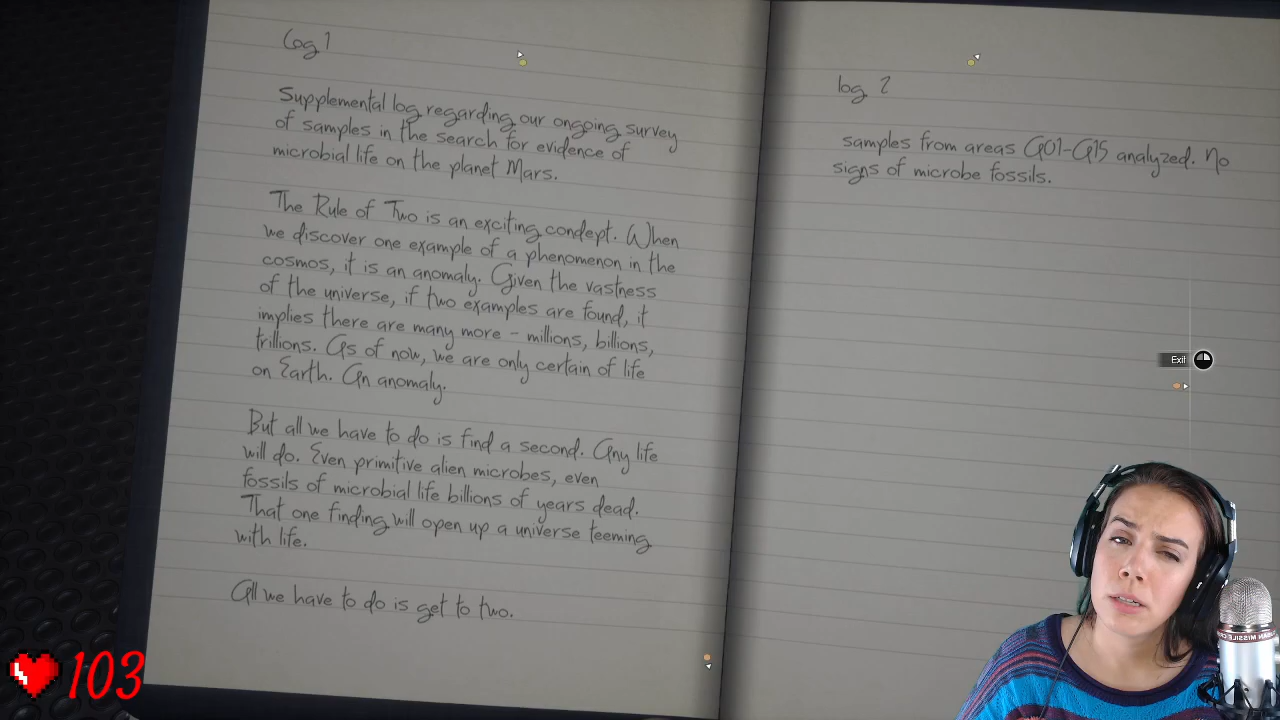 Log 1
Supplemental log regarding our ongoing survey
of samples in the search for evidence of
microbial life on the planet Mars.
The Rule of Two is an exciting condept. When
we discover one example of a phenomenon in the
cosmos, it is an anomaly. Given the vastness
of the universe, if two examples are found, it
implies there are many more - millions, billions,
trillions. As of now, we are only certain of life
on Earth. An anomaly.
But all we have to do is find a second. Any life
will do. Even primitive alien microbes, even
fossils of microbial life billions of years dead.
That one finding will open up a universe teeming
with life.
All we have to do is get to two.
log 2
samples from areas A01-A15 analyzed. No
signs of microbe fossils.
Exit
103